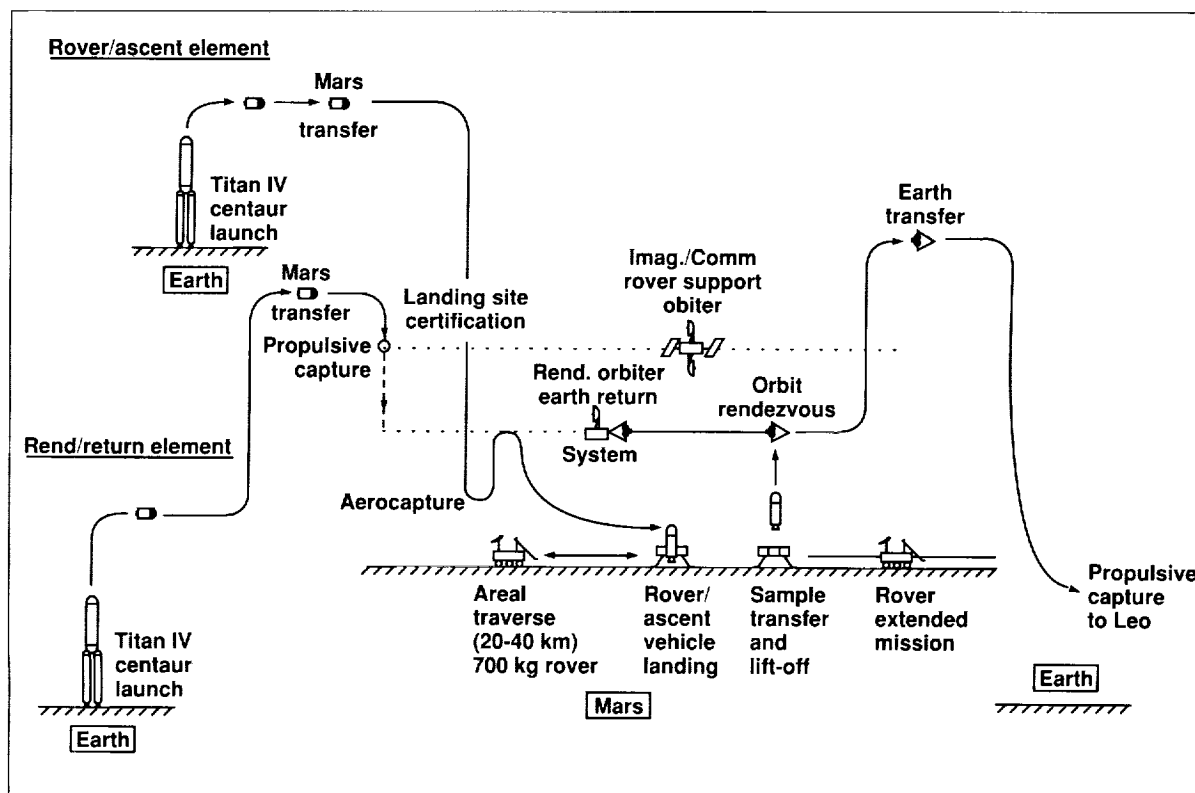 Rover/ascent element
Mars
transfer
Titan IV
centaur
launch
Earth
Mars
transfer
Propulsive
capture
Landing site
certification
Imag./Comm
rover support
obiter
Earth
transfer
Rend. orbiter
earth return
System
Orbit
rendezvous
Rend/return element
Aerocapture
Titan IV
centaur
launch
Earth
Areal
traverse
(20-40 km)
700 kg rover
Rover/
ascent
vehicle
landing
Sample
transfer
and
lift-off
Rover
extended
mission
Mars
Propulsive
capture
to Leo
Earth